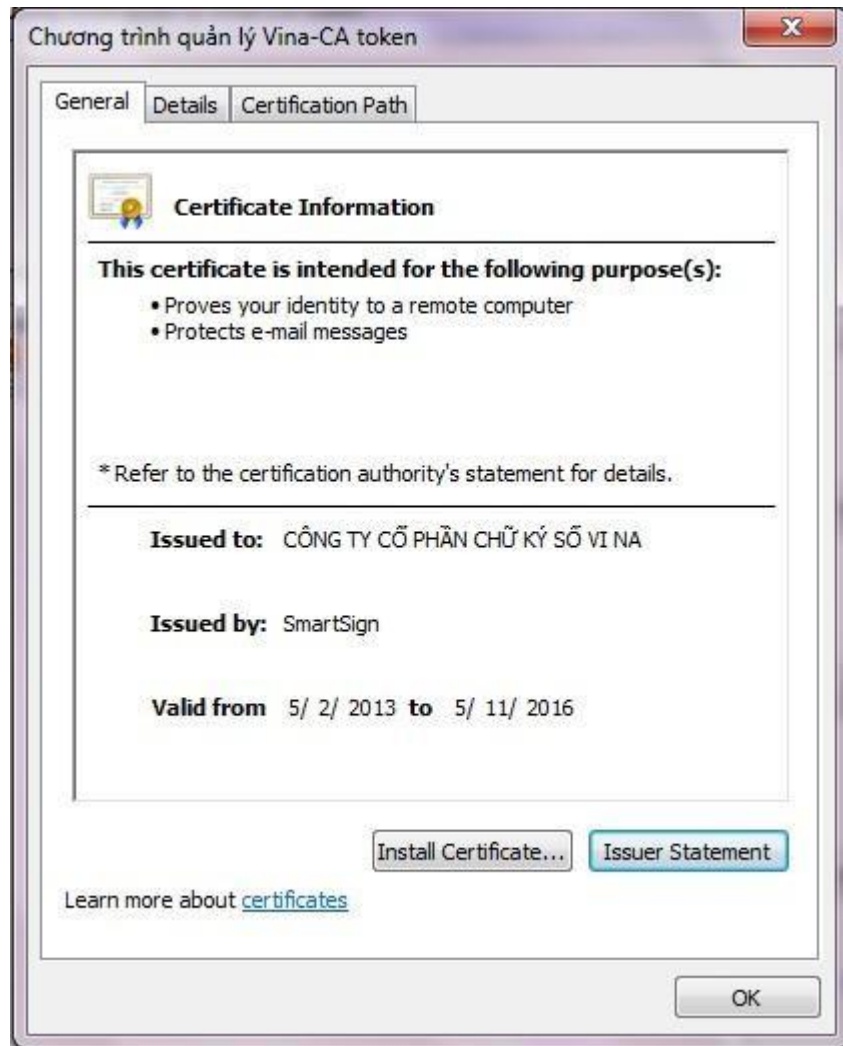 Chương trình quản lý Vina-CA token
General Details Certification Path
Certificate Information
This certificate is intended for the following purpose(s):
• Proves your identity to a remote computer
• Protects e-mail messages
* Refer to the certification authority's statement for details.
Issued to: CÔNG TY CỔ PHẦN CHỮ KÝ SỐ VI NA
Issued by: SmartSign
Valid from 5/ 2/ 2013 to 5/ 11/ 2016
Install Certificate... Issuer Statement
Learn more about certificates
OK